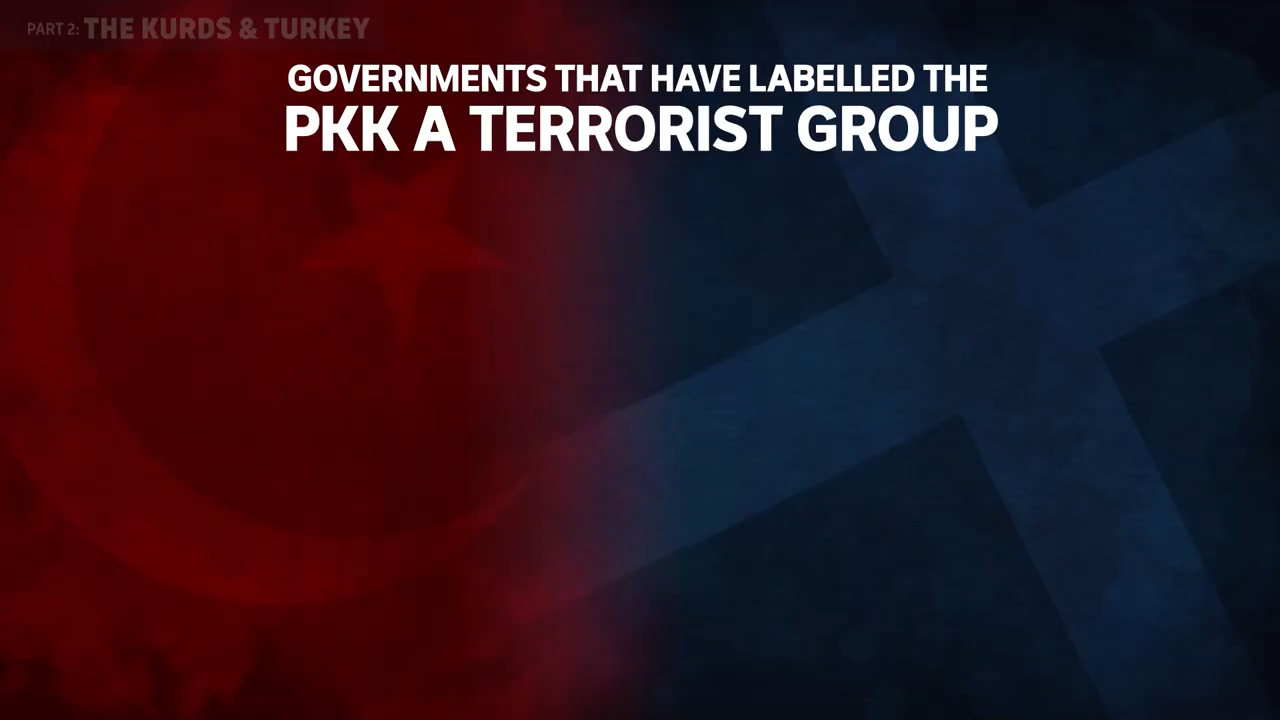 PART 2: THE KURDS & TURKEY
GOVERNMENTS THAT HAVE LABELLED THE
PKK A TERRORIST GROUP